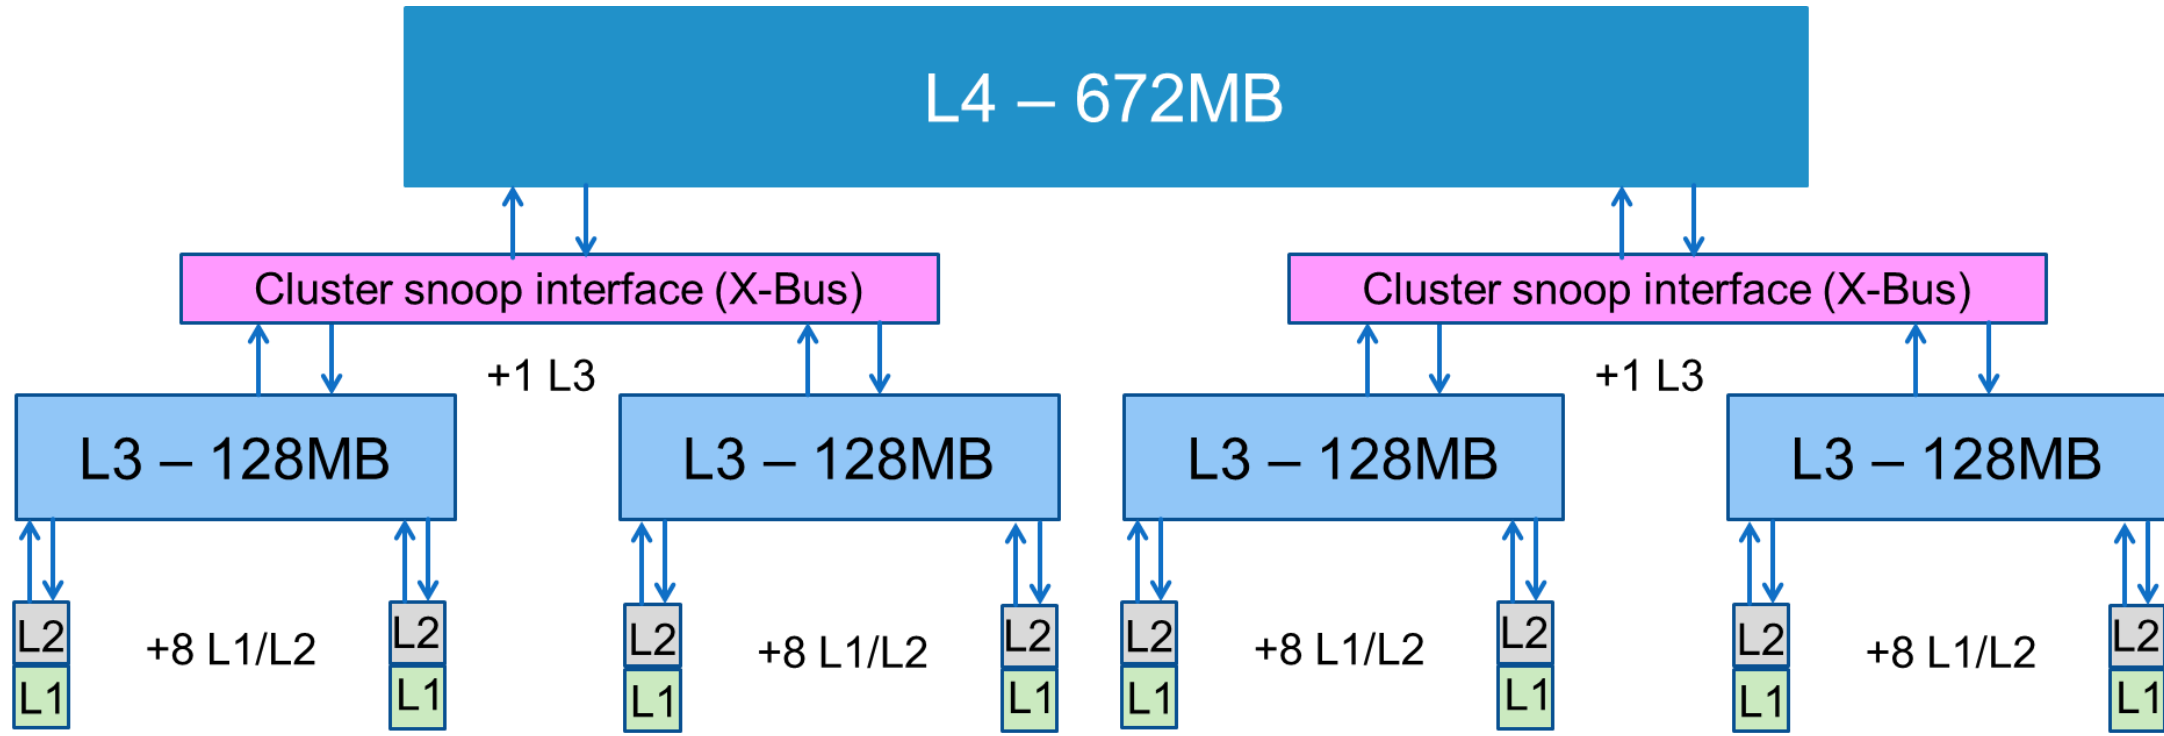 L4 – 672MB
Cluster snoop interface (X-Bus)
Cluster snoop interface (X-Bus)
+1 L3
+1 L3
L3 – 128MB
L3 – 128MB
L3 – 128MB
L3 – 128MB
L2
+8 L1/L2
L2
L2
+8 L1/L2
L2
L2
+8 L1/L2
L2
L2
+8 L1/L2
L2
L1
L1
L1
L1
L1
L1
L1
L1